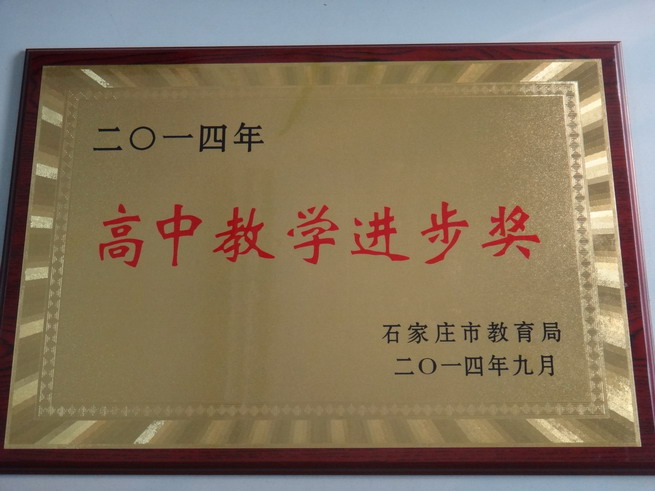 二〇一四年
高中教学进步奖
石家庄市教育局
二〇一四年九月